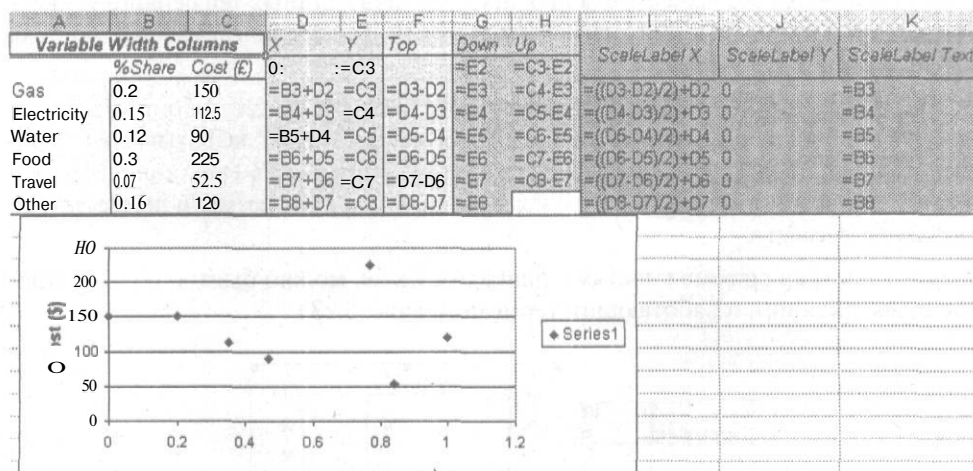 A B C D E F G H I J K
Variable Width Columns X Y Top Down Up ScaleLabel X ScaleLabel Y ScaleLabel Text
%Share Cost (£) 0: :=C3 =E2 =C3-E2
Gas 0.2 150 =B3+D2 =C3 =D3-D2 =E3 =C4-E3 =((D3-D2)/2)+D2 0 =B3
Electricity 0.15 112.5 =B4+D3 =C4 =D4-D3 =E4 =C5-E4 =((D4-D3)/2)+D3 0 =B4
Water 0.12 90 =B5+D4 =C5 =D5-D4 =E5 =C6-E5 =((D5-D4)/2)+D4 0 =B5
Food 0.3 225 =B6+D5 =C6 =D6-D5 =E6 =C7-E6 =((D6-D5)/2)+D5 0 =B6
Travel 0.07 52.5 =B7+D6 =C7 =D7-D6 =E7 =C8-E7 =((D7-D6)/2)+D6 0 =B7
Other 0.16 120 =B8+D7 =C8 =D8-D7 =E8 =((D8-D7)/2)+D7 0 =B8
HO
200
150
100
50
0
O st ($)
0 0.2 0.4 0.6 0.8 1 1.2
Series1